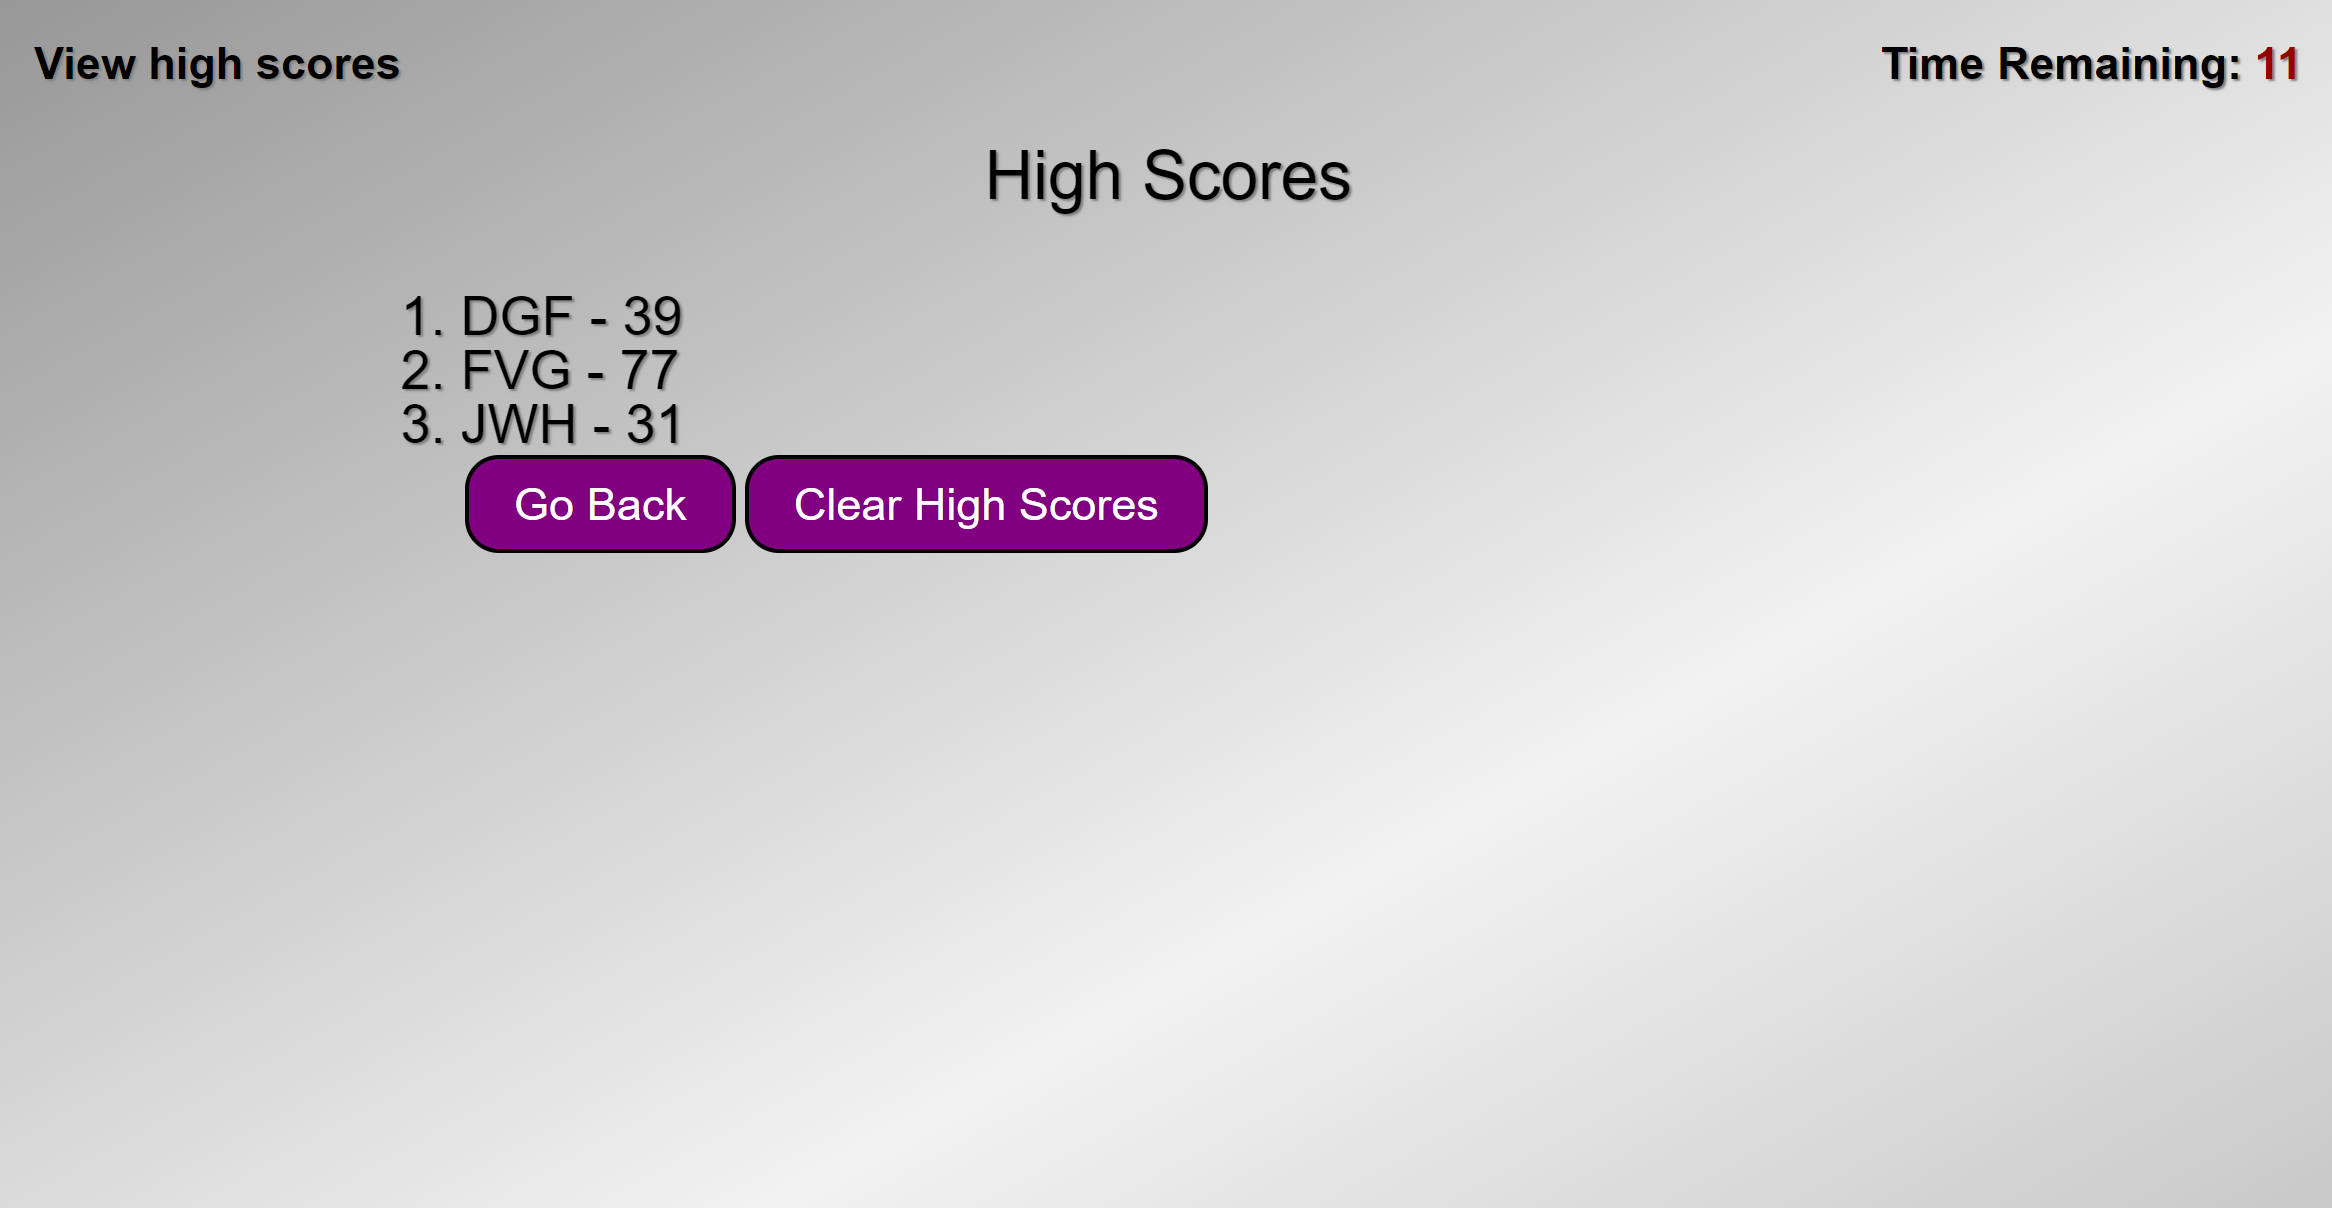 View high scores
Time Remaining: 11
High Scores
1. DGF - 39
2. FVG - 77
3. JWH - 31
Go Back
Clear High Scores